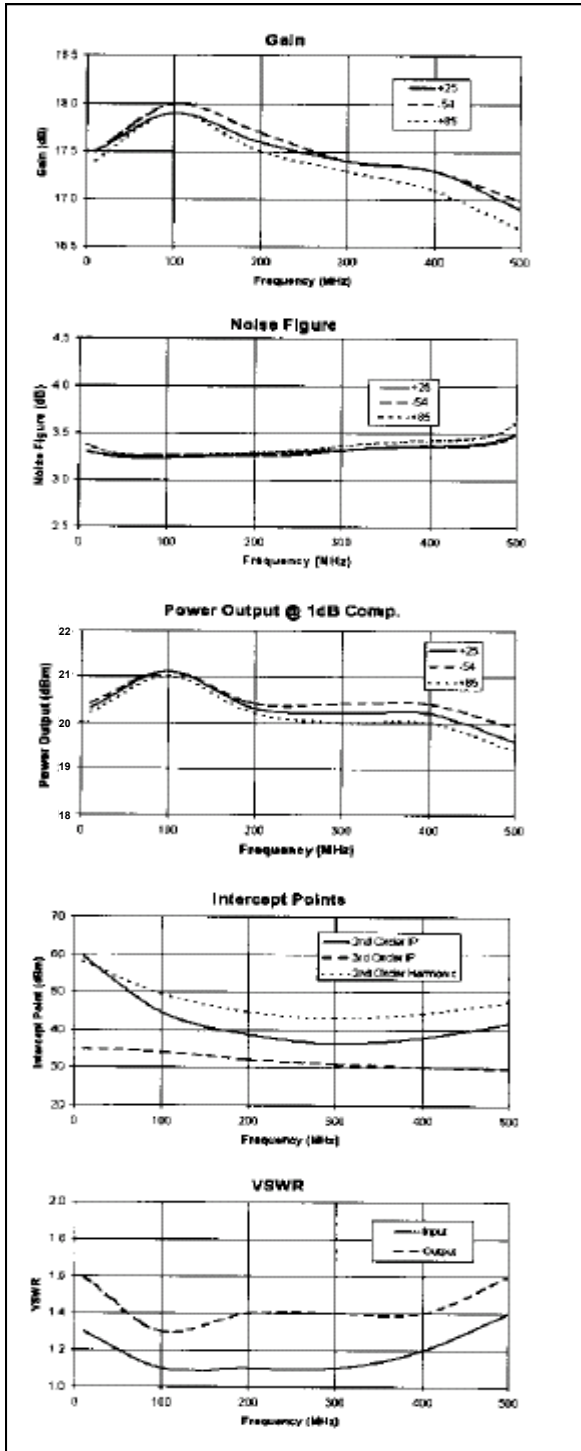 Gain
18.5
18.0
17.5
17.0
16.5
Gain (dB)
+25
-54
+85
0 100 200 300 400 500
Frequency (MHz)
Noise Figure
4.5
4.0
3.5
3.0
2.5
Noise Figure (dB)
+25
-54
+85
0 100 200 300 400 500
Frequency (MHz)
Power Output @ 1dB Comp.
22
21
20
19
18
Power Output (dBm)
+25
-54
+85
0 100 200 300 400 500
Frequency (MHz)
Intercept Points
70
60
50
40
30
20
Intercept Point (dBm)
2nd Order IP
3rd Order IP
2nd Order Harmonic
0 100 200 300 400 500
Frequency (MHz)
VSWR
2.0
1.8
1.6
1.4
1.2
1.0
VSWR
Input
Output
0 100 200 300 400 500
Frequency (MHz)